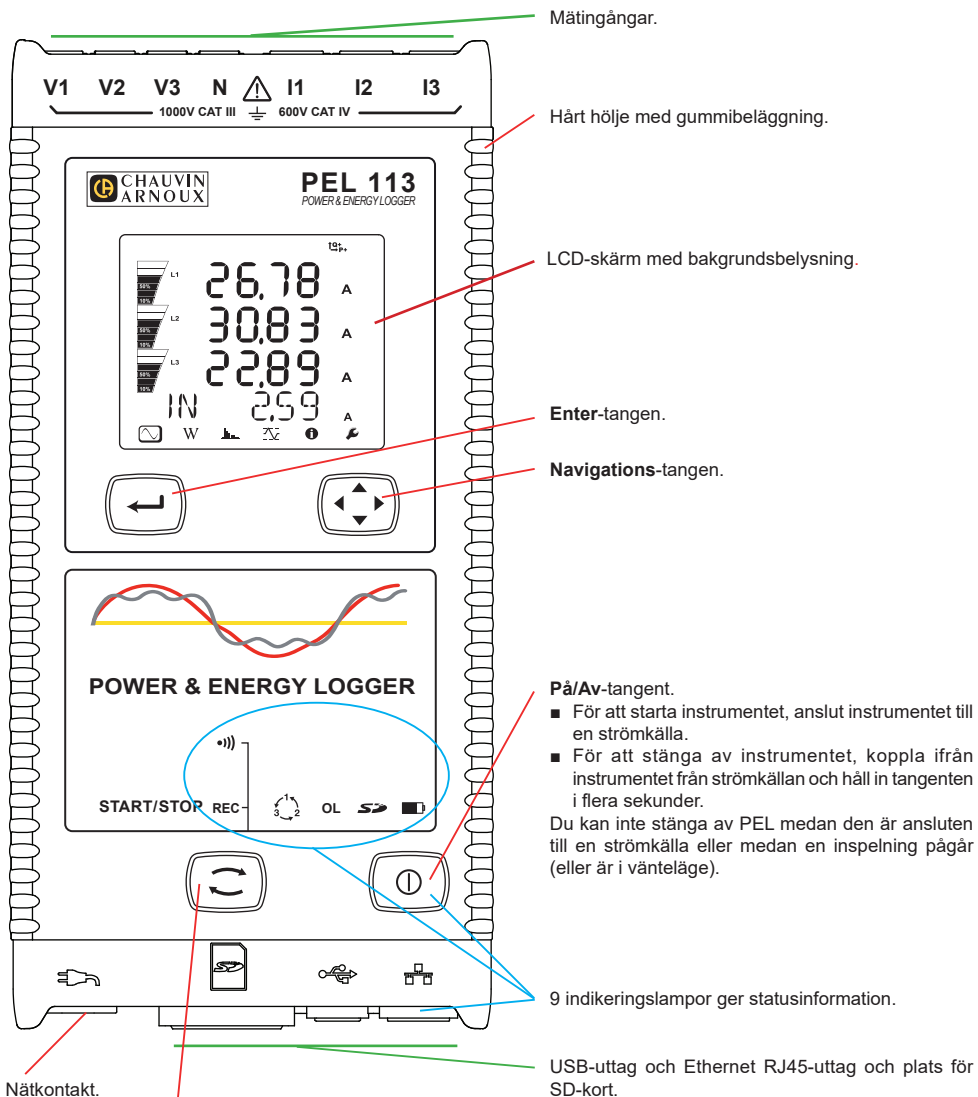 Mätingångar.
V1 V2 V3 N I1 I2 I3
1000V CAT III 600V CAT IV
Hårt hölje med gummibeläggning.
CHAUVIN
ARNOUX
PEL 113
POWER & ENERGY LOGGER
LCD-skärm med bakgrundsbelysning.
L1 50% 10% 26.78 A
L2 50% 10% 30.83 A
L3 50% 10% 22.89 A
IN 2.59 A
W
Enter-tangen.
Navigations-tangen.
POWER & ENERGY LOGGER
START/STOP REC 3 1 2 OL SD
På/Av-tangent.
■ För att starta instrumentet, anslut instrumentet till
en strömkälla.
■ För att stänga av instrumentet, koppla ifrån
instrumentet från strömkällan och håll in tangenten
i flera sekunder.
Du kan inte stänga av PEL medan den är ansluten
till en strömkälla eller medan en inspelning pågår
(eller är i vänteläge).
SD
9 indikeringslampor ger statusinformation.
USB-uttag och Ethernet RJ45-uttag och plats för
SD-kort.
Nätkontakt.